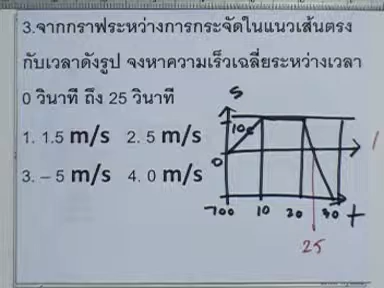 3.จากกราฟระหว่างการกระจัดในแนวเส้นตรง
กับเวลาดังรูป จงหาความเร็วเฉลี่ยระหว่างเวลา
0 วินาที ถึง 25 วินาที
1. 1.5 m/s 2. 5 m/s
3. – 5 m/s 4. 0 m/s
S
100
0
-100 10 20 30 t
25